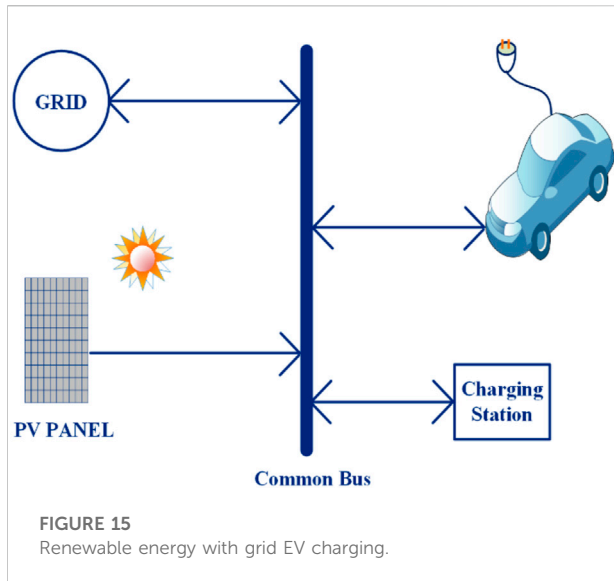 GRID
PV PANEL
Charging
Station
Common Bus
FIGURE 15
Renewable energy with grid EV charging.